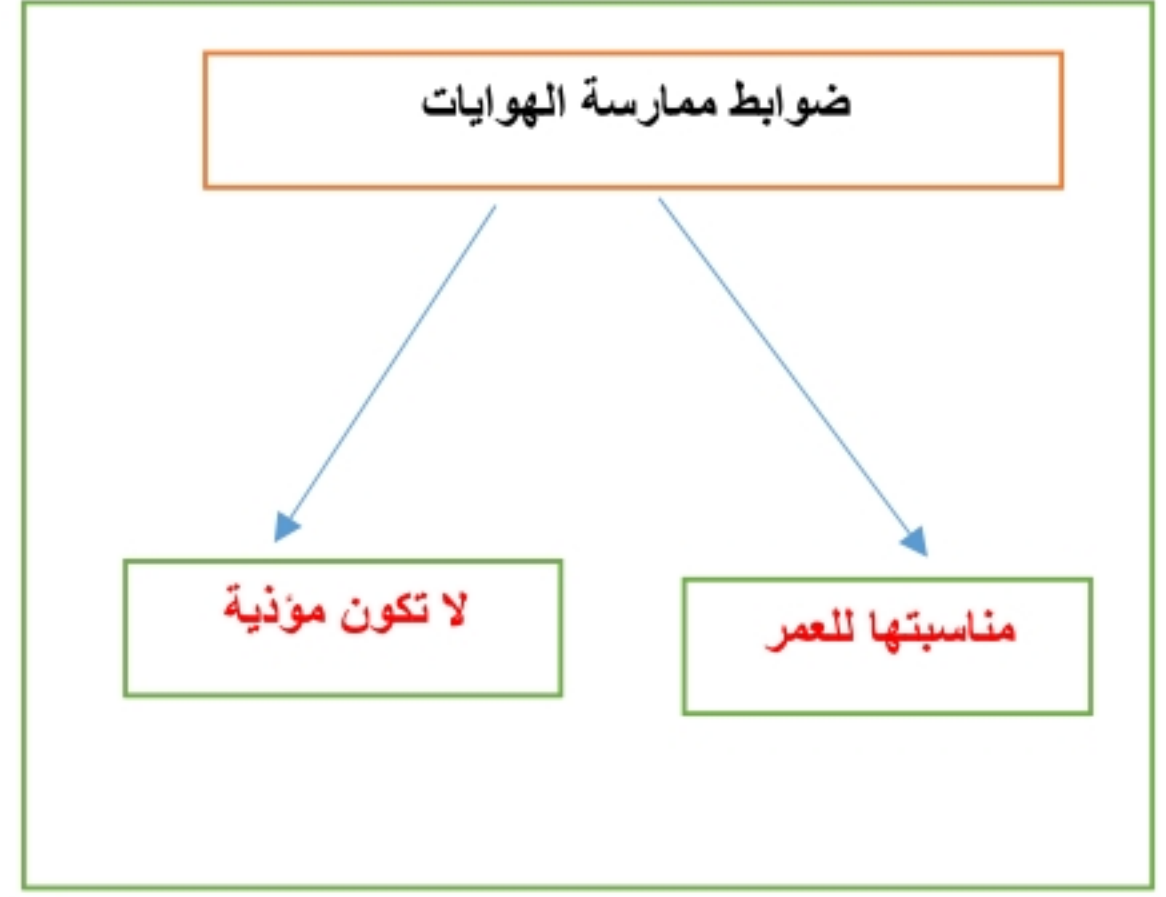 ضوابط ممارسة الهوايات
مناسبتها للعمر
لا تكون مؤذية